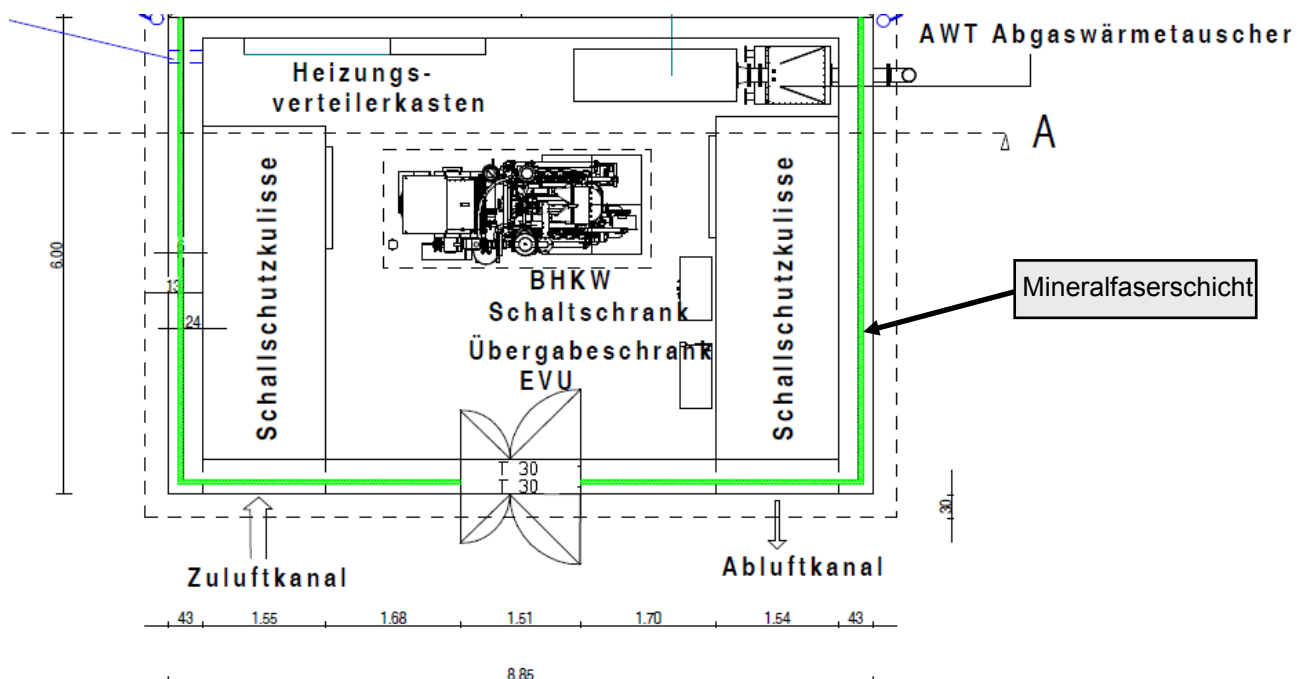 AWT Abgaswärmetauscher
Heizungs-
verteilerkasten
A
Schallschutzkulisse
Schallschutzkulisse
6.00
6
13
24
Mineralfaserschicht
BHKW
Schaltschrank
Übergabeschrank
EVU
T 30
T 30
30
Zuluftkanal
Abluftkanal
43 1.55 1.68 1.51 1.70 1.54 43
8.85